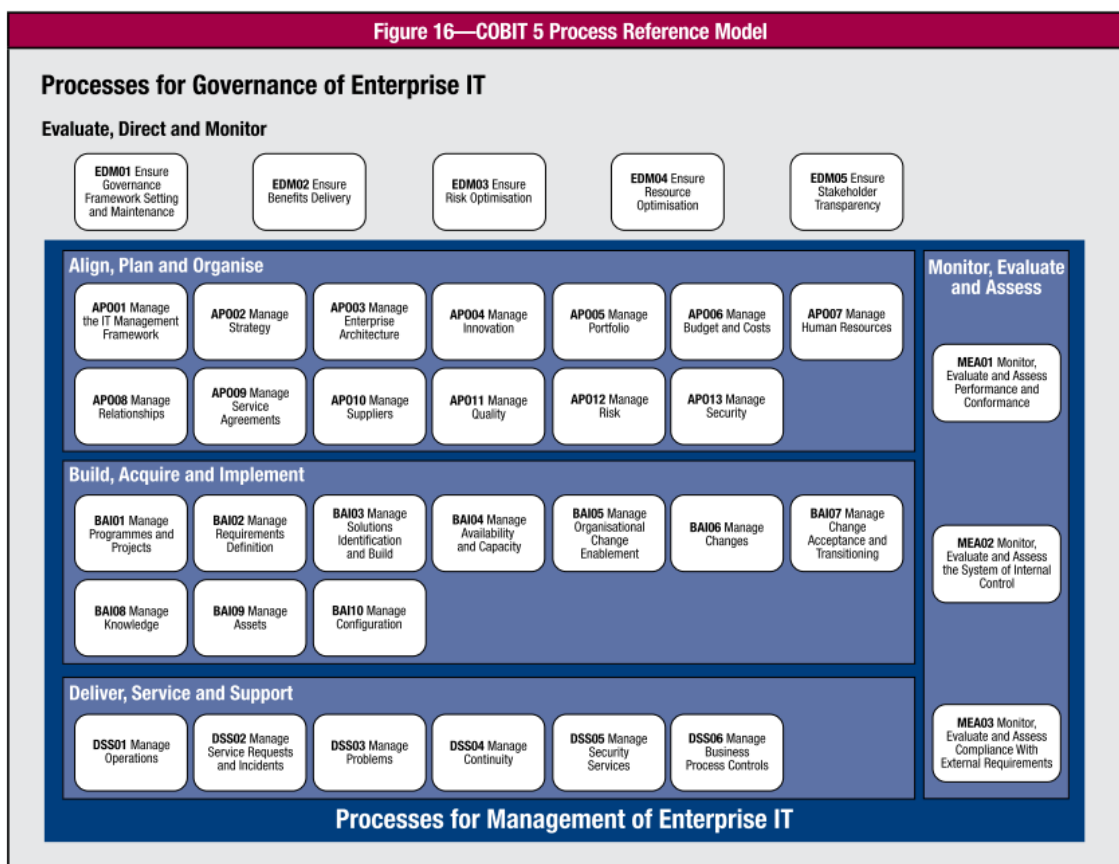 Figure 16—COBIT 5 Process Reference Model
Processes for Governance of Enterprise IT
Evaluate, Direct and Monitor
EDM01 Ensure
Governance
Framework Setting
and Maintenance
EDM02 Ensure
Benefits Delivery
EDM03 Ensure
Risk Optimisation
EDM04 Ensure
Resource
Optimisation
EDM05 Ensure
Stakeholder
Transparency
Align, Plan and Organise
APO01 Manage
the IT Management
Framework
APO02 Manage
Strategy
APO03 Manage
Enterprise
Architecture
APO04 Manage
Innovation
APO05 Manage
Portfolio
APO06 Manage
Budget and Costs
APO07 Manage
Human Resources
APO08 Manage
Relationships
APO09 Manage
Service
Agreements
APO10 Manage
Suppliers
APO11 Manage
Quality
APO12 Manage
Risk
APO13 Manage
Security
Build, Acquire and Implement
BAI01 Manage
Programmes and
Projects
BAI02 Manage
Requirements
Definition
BAI03 Manage
Solutions
Identification
and Build
BAI04 Manage
Availability
and Capacity
BAI05 Manage
Organisational
Change
Enablement
BAI06 Manage
Changes
BAI07 Manage
Change
Acceptance and
Transitioning
BAI08 Manage
Knowledge
BAI09 Manage
Assets
BAI10 Manage
Configuration
Deliver, Service and Support
DSS01 Manage
Operations
DSS02 Manage
Service Requests
and Incidents
DSS03 Manage
Problems
DSS04 Manage
Continuity
DSS05 Manage
Security
Services
DSS06 Manage
Business
Process Controls
Monitor, Evaluate
and Assess
MEA01 Monitor,
Evaluate and Assess
Performance and
Conformance
MEA02 Monitor,
Evaluate and Assess
the System of Internal
Control
MEA03 Monitor,
Evaluate and Assess
Compliance With
External Requirements
Processes for Management of Enterprise IT